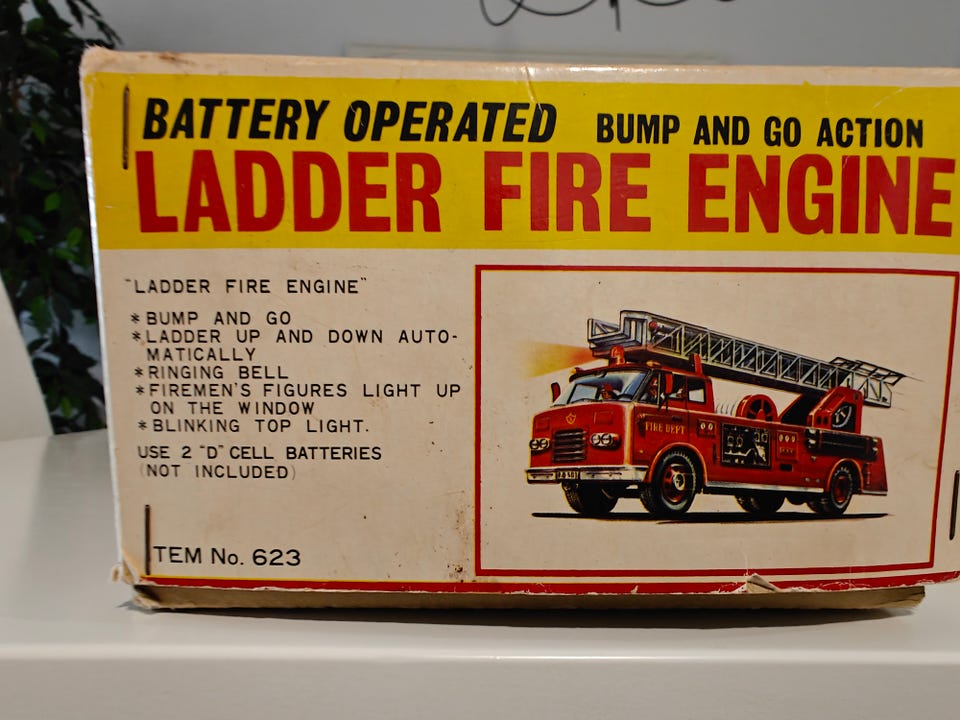 BATTERY OPERATED BUMP AND GO ACTION
LADDER FIRE ENGINE
"LADDER FIRE ENGINE"
* BUMP AND GO
* LADDER UP AND DOWN AUTO-
MATICALLY
* RINGING BELL
* FIREMEN'S FIGURES LIGHT UP
ON THE WINDOW
* BLINKING TOP LIGHT.
USE 2 "D" CELL BATTERIES
(NOT INCLUDED)
FIRE DEPT
TEM No. 623